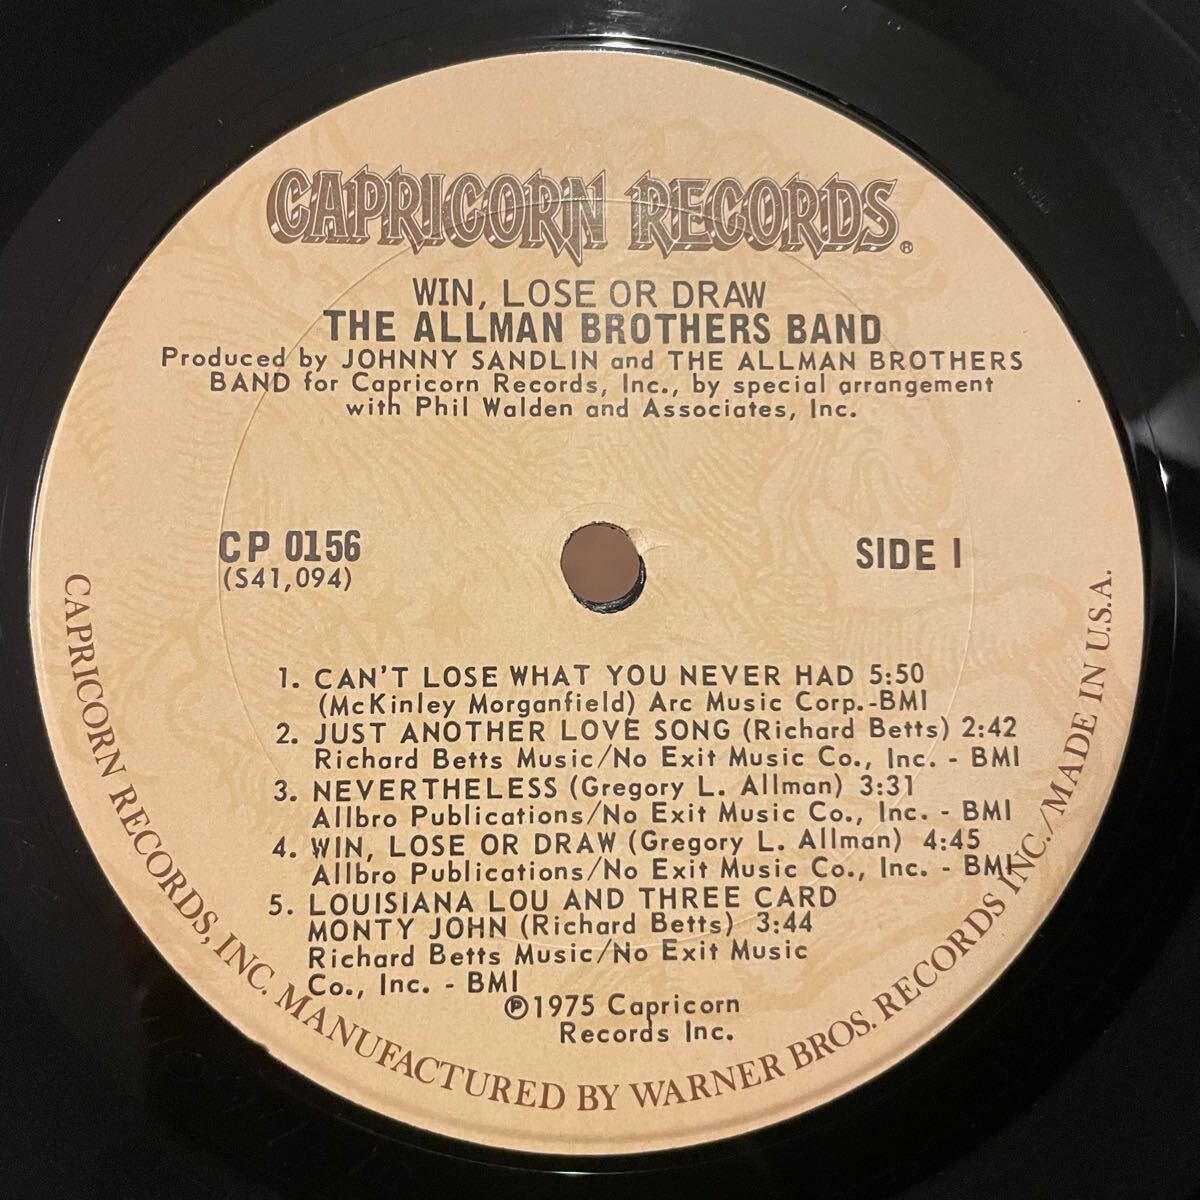 CAPRICORN RECORDS®
WIN, LOSE OR DRAW
THE ALLMAN BROTHERS BAND
Produced by JOHNNY SANDLIN and THE ALLMAN BROTHERS
BAND for Capricorn Records, Inc., by special arrangement
with Phil Walden and Associates, Inc.
CP 0156
(S41,094)
SIDE 1
1. CAN'T LOSE WHAT YOU NEVER HAD 5:50
(McKinley Morganfield) Arc Music Corp.-BMI
2. JUST ANOTHER LOVE SONG (Richard Betts) 2:42
Richard Betts Music/No Exit Music Co., Inc. - BMI
3. NEVERTHELESS (Gregory L. Allman) 3:31
Allbro Publications/No Exit Music Co., Inc. - BMI
4. WIN, LOSE OR DRAW (Gregory L. Allman) 4:45
Allbro Publications/No Exit Music Co., Inc. - BMI
5. LOUISIANA LOU AND THREE CARD
MONTY JOHN (Richard Betts) 3:44
Richard Betts Music/No Exit Music
Co., Inc. - BMI
℗1975 Capricorn
Records Inc.
CAPRICORN RECORDS, INC. MANUFACTURED BY WARNER BROS. RECORDS INC./MADE IN U.S.A.